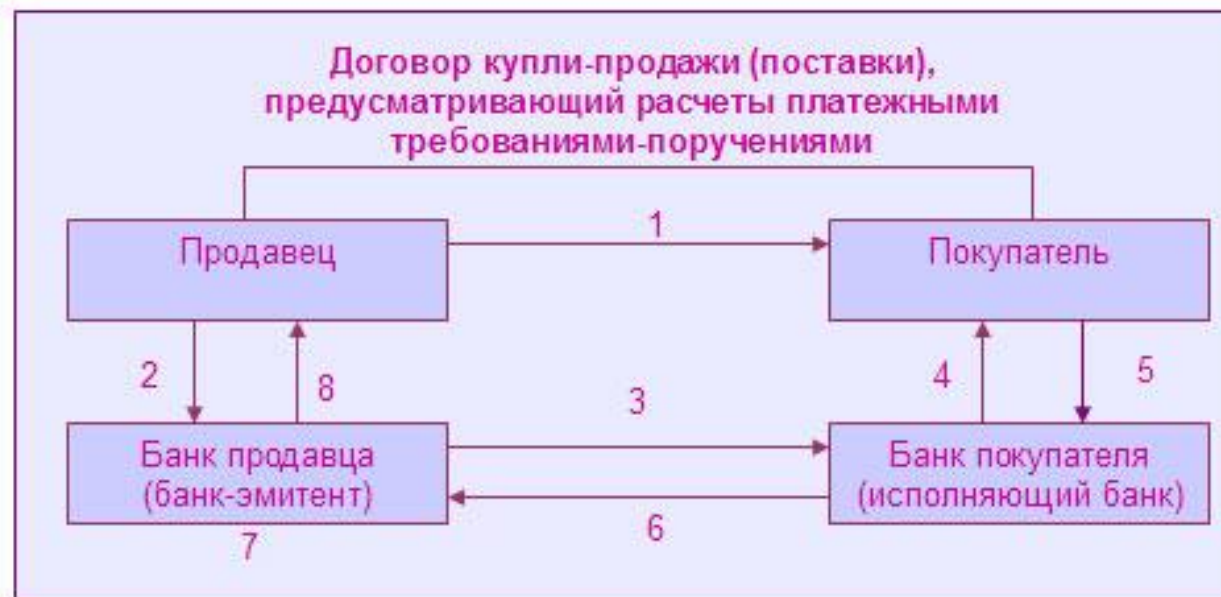 Договор купли-продажи (поставки),
предусматривающий расчеты платежными
требованиями-поручениями
Продавец
1
Покупатель
2
8
3
4
5
Банк продавца
(банк-эмитент)
Банк покупателя
(исполняющий банк)
6
7